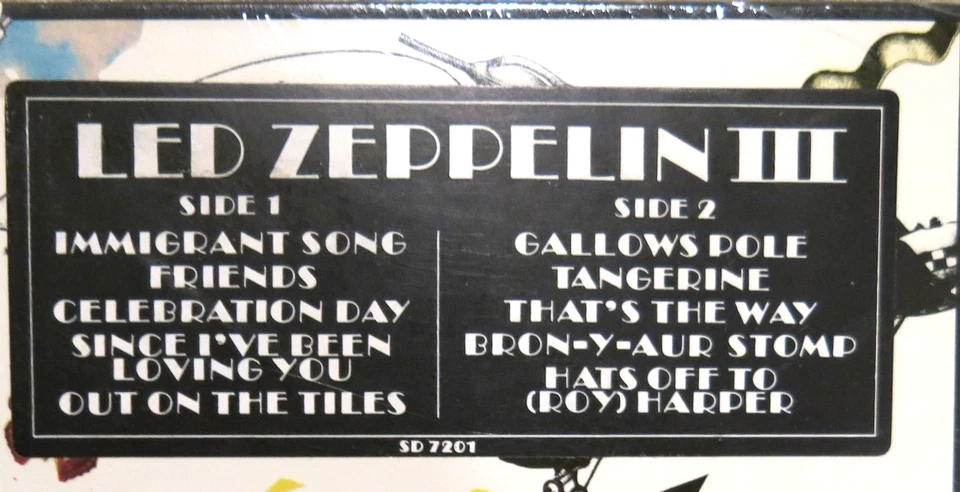 LED ZEPPELIN III
SIDE 1
IMMIGRANT SONG
FRIENDS
CELEBRATION DAY
SINCE I'VE BEEN
LOVING YOU
OUT ON THE TILES
SIDE 2
GALLOWS POLE
TANGERINE
THAT'S THE WAY
BRON-Y-AUR STOMP
HATS OFF TO
(ROY) HARPER
SD 7201